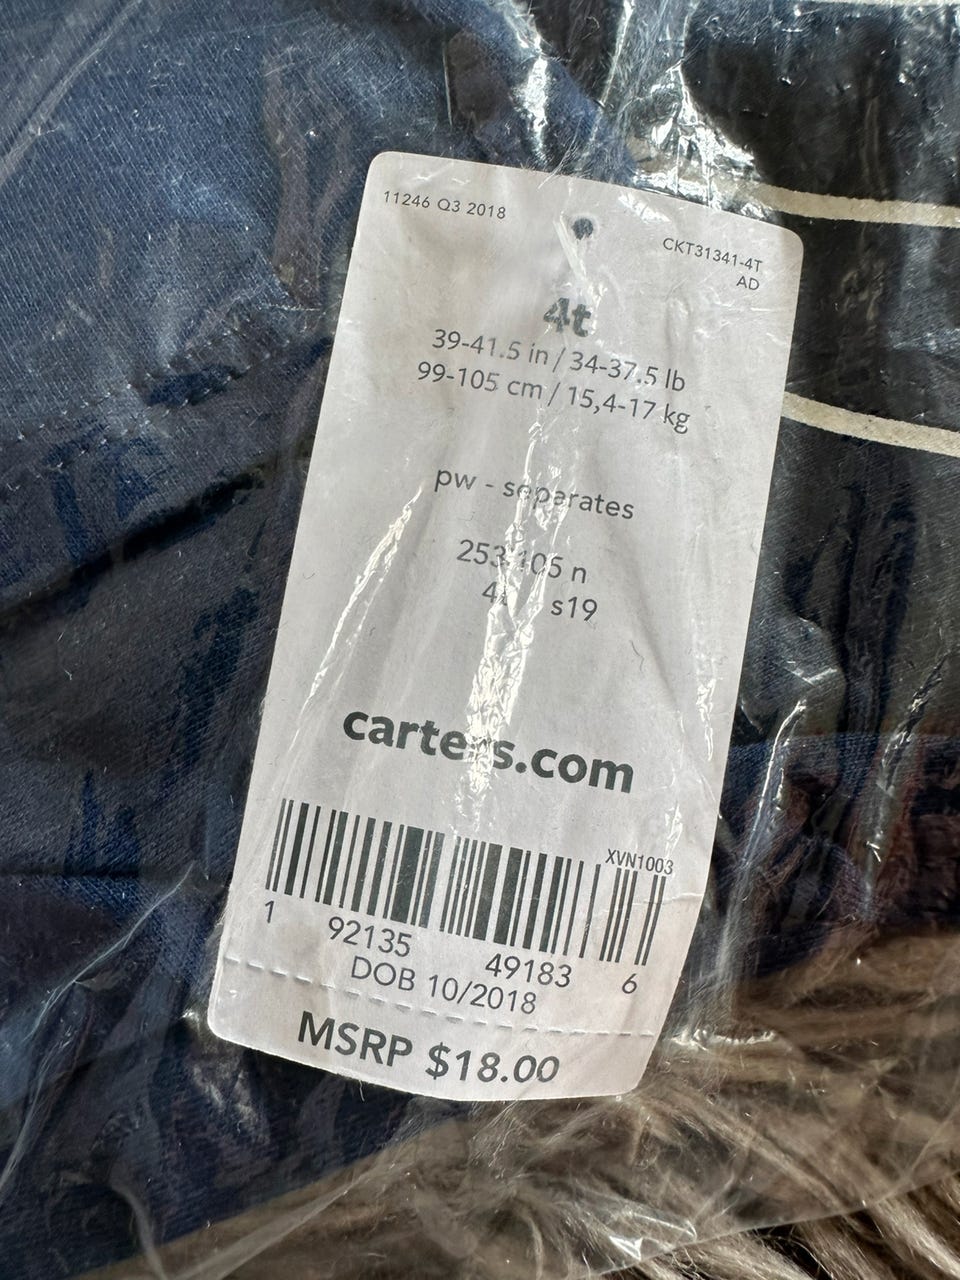 11246 Q3 2018
CKT31341-4T
AD
4t
39-41.5 in / 34-37.5 lb
99-105 cm / 15,4-17 kg
pw - separates
n
s19
carters.com
XVN1003
1 92135 49183 6
DOB 10/2018
MSRP $18.00